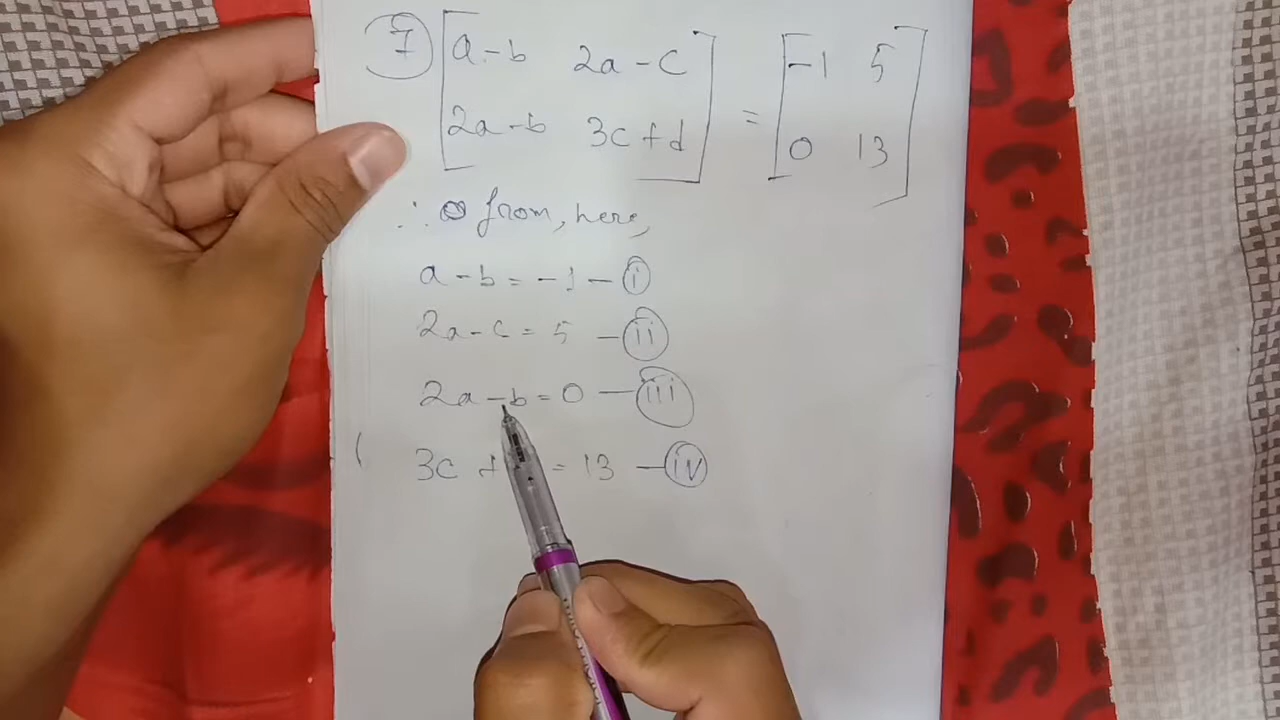 7 [a-b 2a-c] = [-1 5]
[2a-b 3c+d] [0 13]
∴ from, here,
a-b = -1 — (i)
2a-c = 5 — (ii)
2a-b = 0 — (iii)
3c + = 13 — (iv)